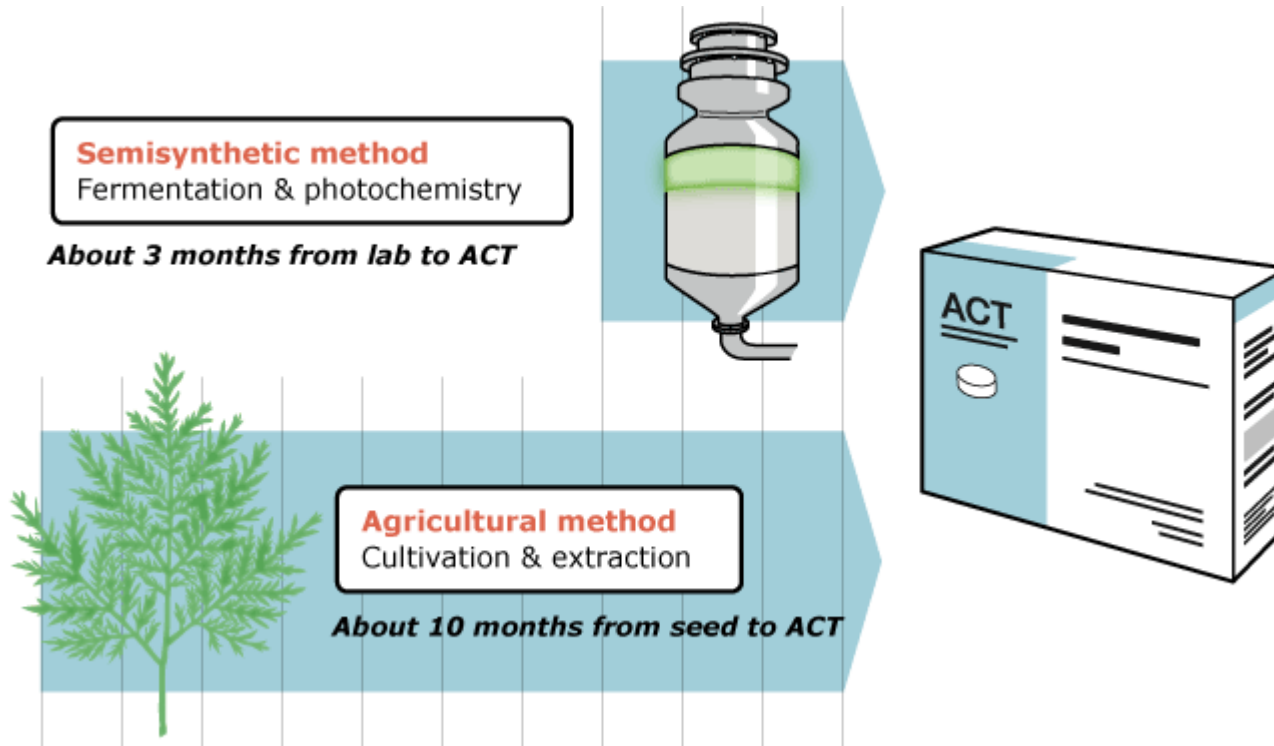 Semisynthetic method
Fermentation & photochemistry
About 3 months from lab to ACT
ACT
Agricultural method
Cultivation & extraction
About 10 months from seed to ACT